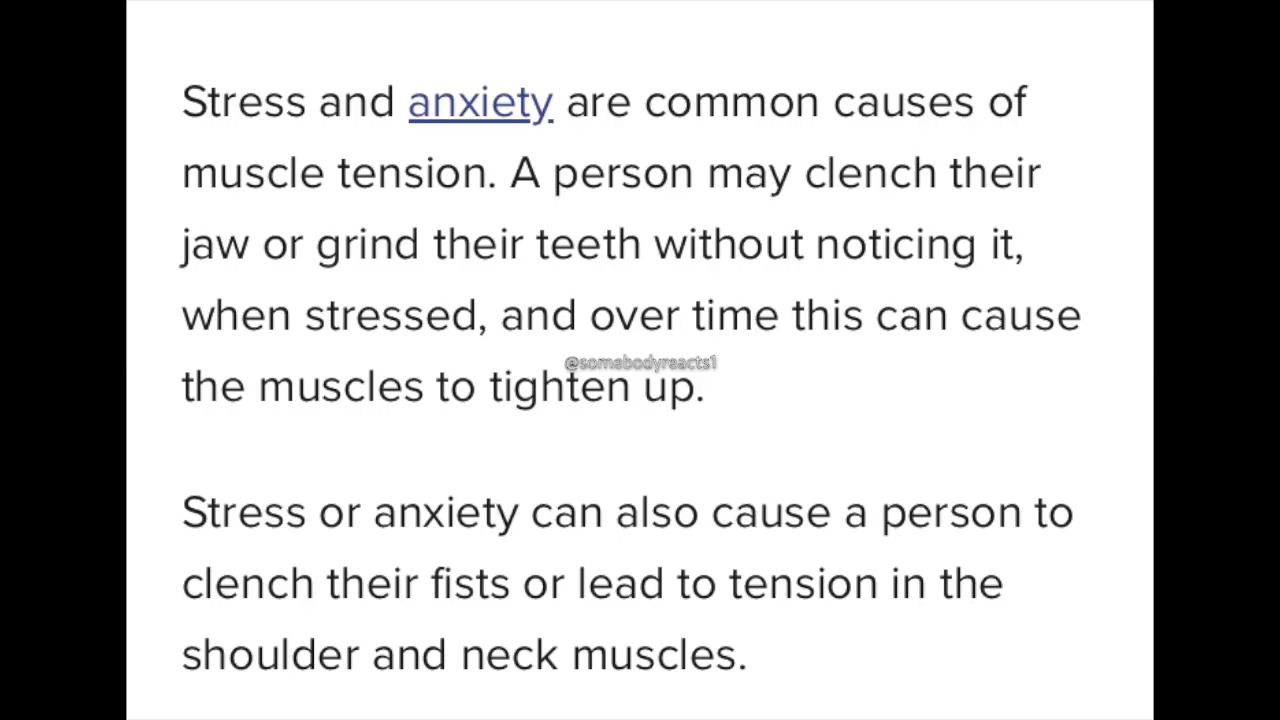 Stress and anxiety are common causes of
muscle tension. A person may clench their
jaw or grind their teeth without noticing it,
when stressed, and over time this can cause
@somebodyreacts1
the muscles to tighten up.
Stress or anxiety can also cause a person to
clench their fists or lead to tension in the
shoulder and neck muscles.